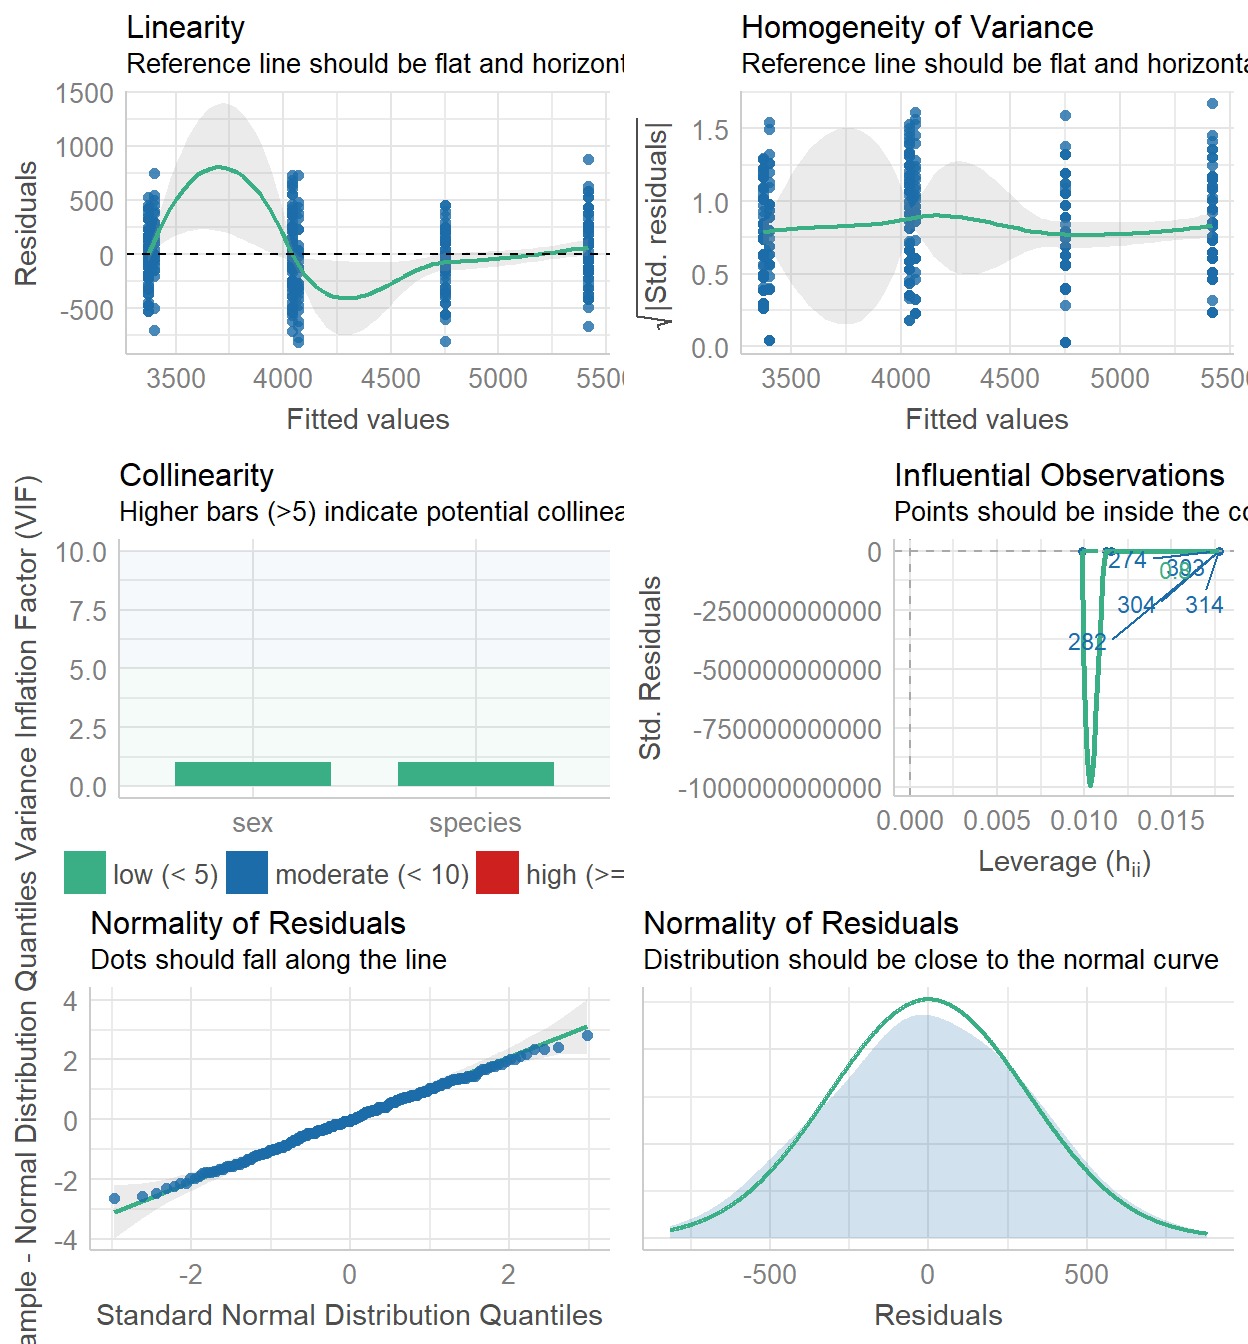 Linearity
Reference line should be flat and horizont
Residuals
1500
1000
500
0
-500
3500
4000
4500
5000
5500
Fitted values
Homogeneity of Variance
Reference line should be flat and horizonta
√|Std. residuals|
1.5
1.0
0.5
0.0
3500
4000
4500
5000
5500
Fitted values
Collinearity
Higher bars (>5) indicate potential collinea
Variance Inflation Factor (VIF)
10.0
7.5
5.0
2.5
0.0
sex
species
low (< 5)
moderate (< 10)
high (>=
Influential Observations
Points should be inside the co
Std. Residuals
0
-250000000000
-500000000000
-750000000000
-1000000000000
274
304
314
282
0.000
0.005
0.010
0.015
Leverage (hii)
Normality of Residuals
Dots should fall along the line
ample - Normal Distribution Quantiles
4
2
0
-2
-4
-2
0
2
Standard Normal Distribution Quantiles
Normality of Residuals
Distribution should be close to the normal curve
-500
0
500
Residuals